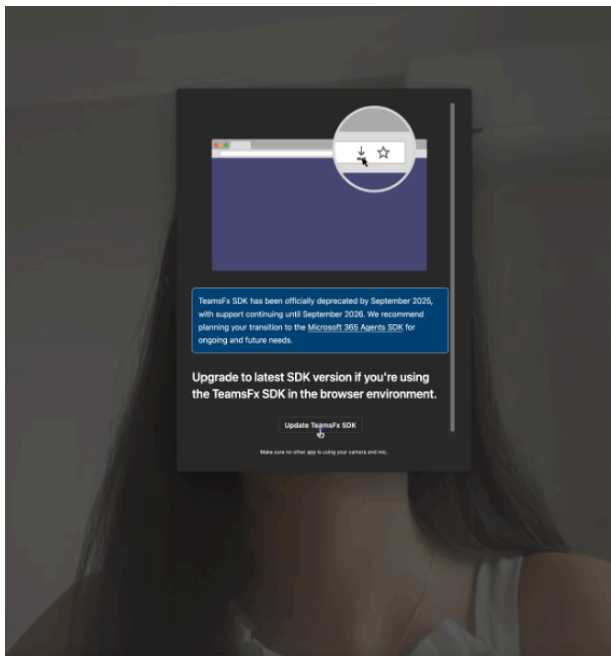 TeamsFx SDK has been officially deprecated by September 2025,
with support continuing until September 2026. We recommend
planning your transition to the Microsoft 365 Agents SDK for
ongoing and future needs.
Upgrade to latest SDK version if you're using
the TeamsFx SDK in the browser environment.
Update TeamsFx SDK
Make sure no other app is using your camera and mic.